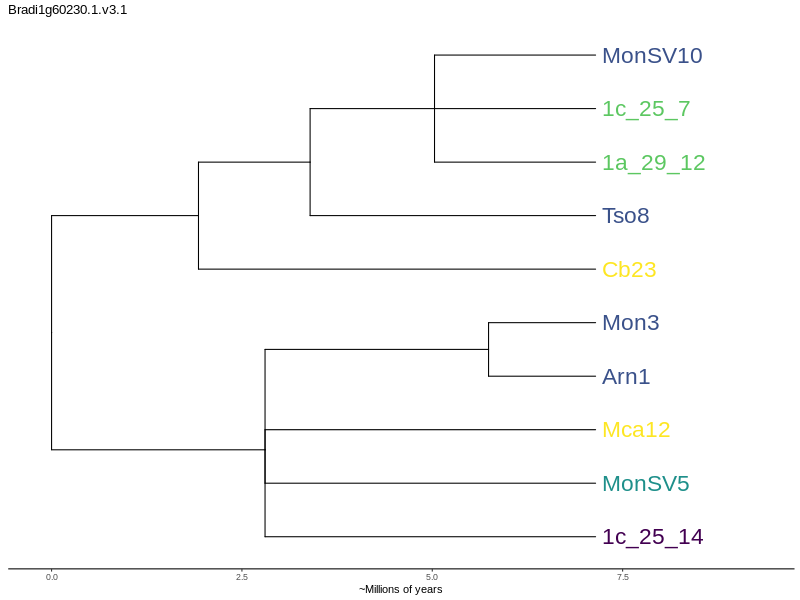 Bradi1g60230.1.v3.1
MonSV10
1c_25_7
1a_29_12
Tso8
Cb23
Mon3
Arn1
Mca12
MonSV5
1c_25_14
0.0 2.5 5.0 7.5
~Millions of years